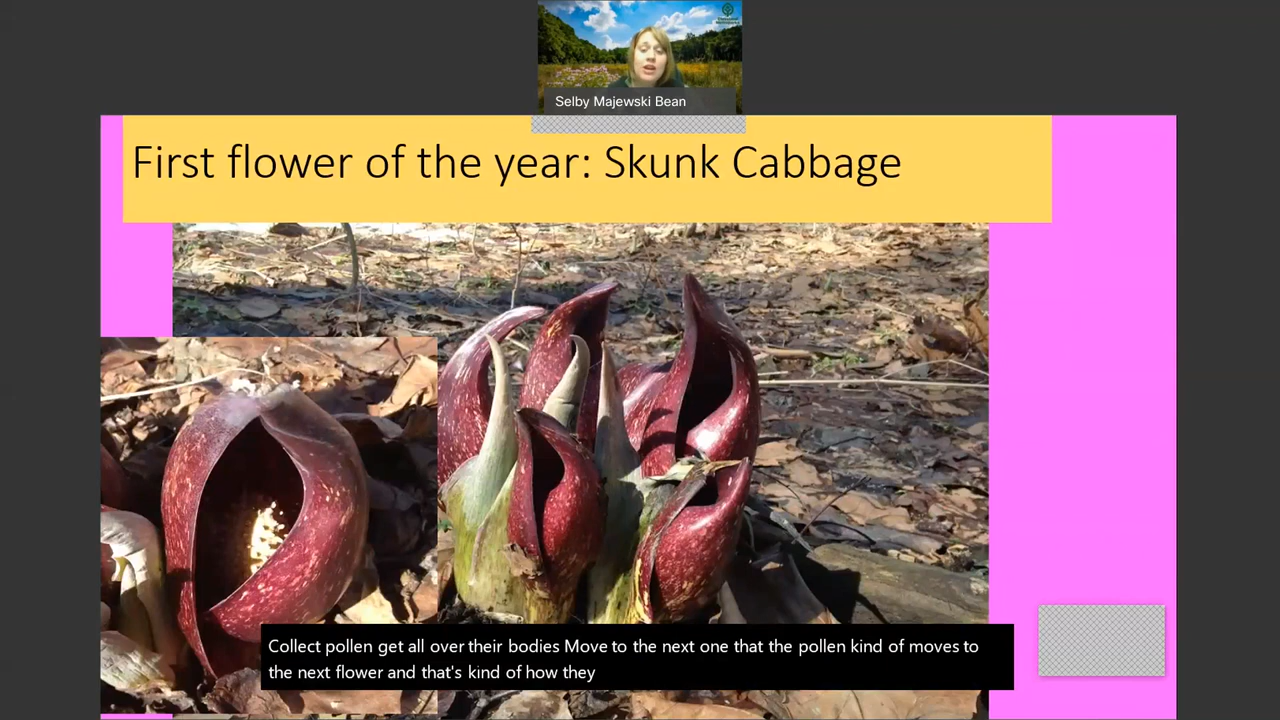 Selby Majewski Bean
First flower of the year: Skunk Cabbage
Collect pollen get all over their bodies Move to the next one that the pollen kind of moves to
the next flower and that's kind of how they